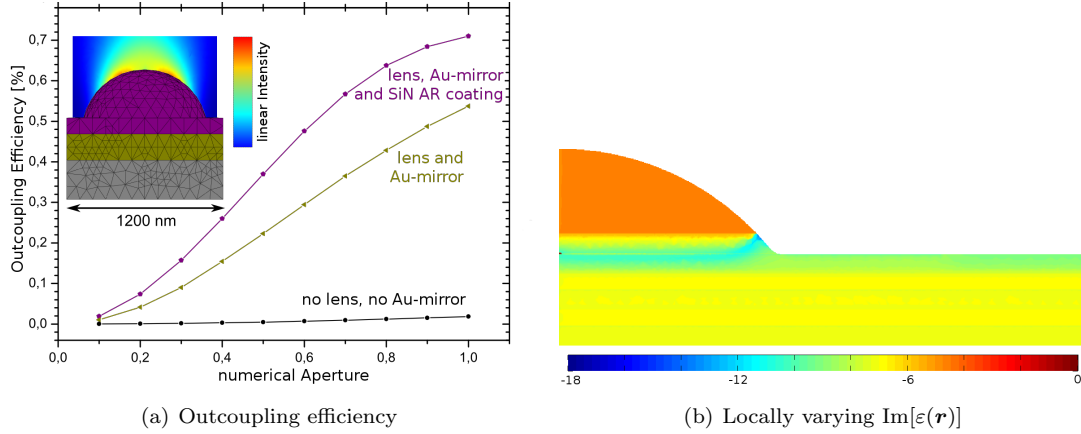 0,7
0,6
0,5
0,4
0,3
0,2
0,1
0,0
Outcoupling Efficiency [%]
linear Intensity
1200 nm
lens, Au-mirror
and SiN AR coating
lens and
Au-mirror
no lens, no Au-mirror
0,0 0,2 0,4 0,6 0,8 1,0
numerical Aperture
(a) Outcoupling efficiency
-18 -12 -6 0
(b) Locally varying Im[ε(r)]